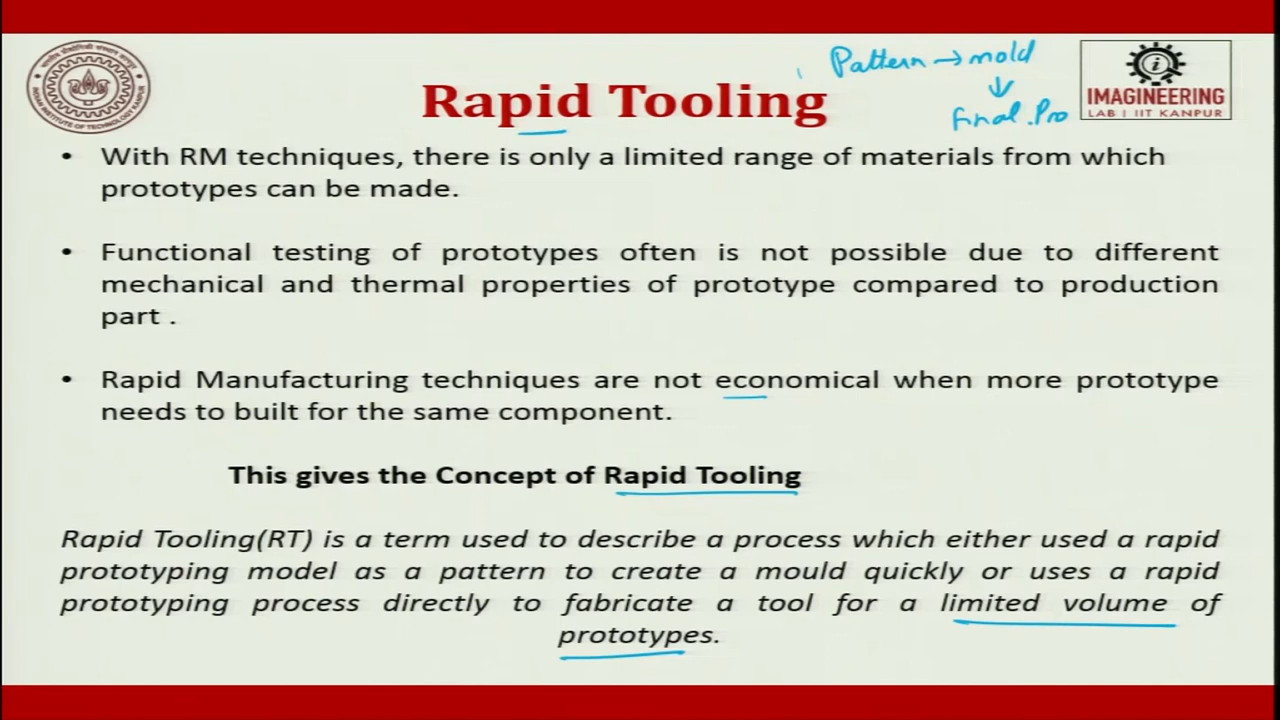 Pattern → mold
↓
Final .Pro
IMAGINEERING
LAB | IIT KANPUR
INDIAN INSTITUTE OF TECHNOLOGY KANPUR
Rapid Tooling
• With RM techniques, there is only a limited range of materials from which
prototypes can be made.
• Functional testing of prototypes often is not possible due to different
mechanical and thermal properties of prototype compared to production
part .
• Rapid Manufacturing techniques are not economical when more prototype
needs to built for the same component.
This gives the Concept of Rapid Tooling
Rapid Tooling(RT) is a term used to describe a process which either used a rapid
prototyping model as a pattern to create a mould quickly or uses a rapid
prototyping process directly to fabricate a tool for a limited volume of
prototypes.